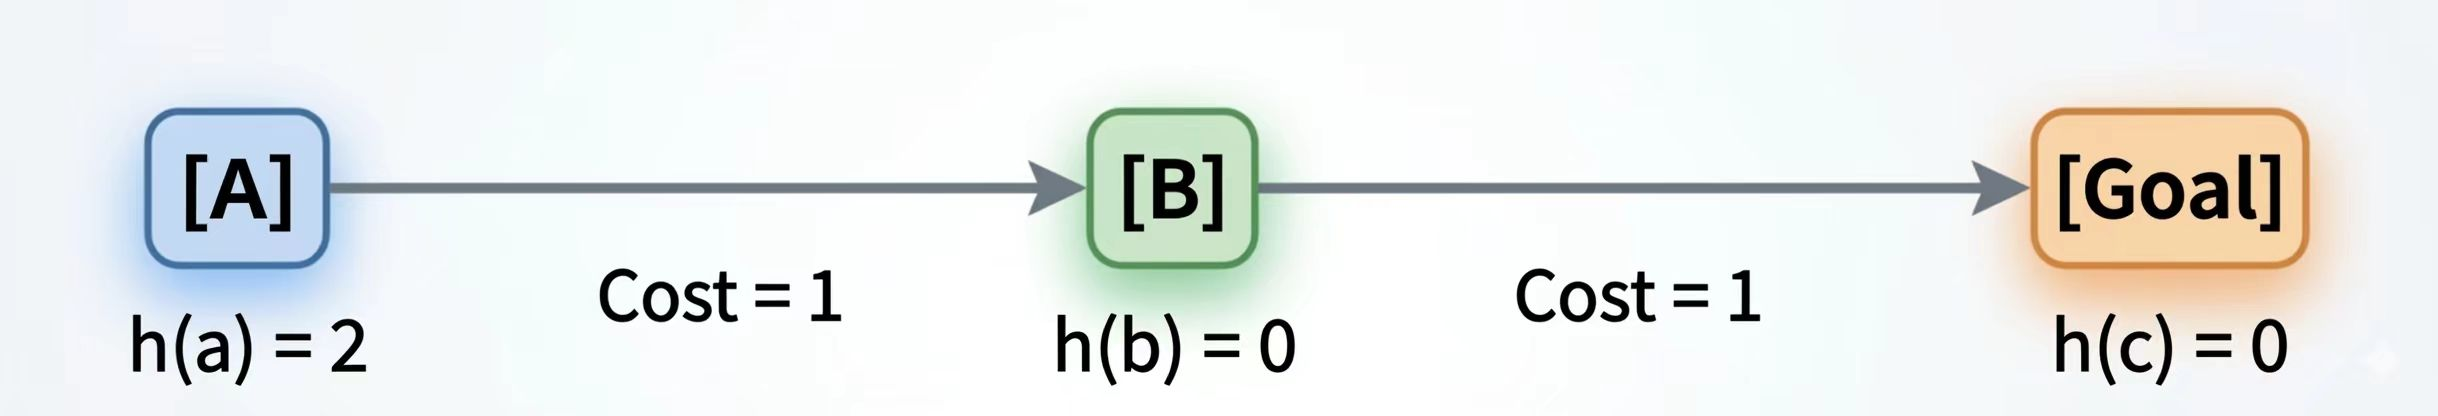 [A]
[B]
[Goal]
Cost = 1
Cost = 1
h(a) = 2
h(b) = 0
h(c) = 0